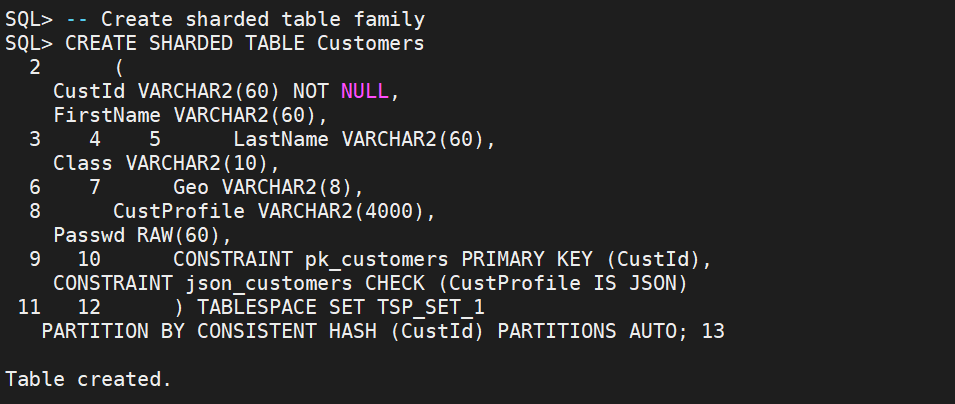 SQL> -- Create sharded table family
SQL> CREATE SHARDED TABLE Customers
  2      (
    CustId VARCHAR2(60) NOT NULL,
    FirstName VARCHAR2(60),
  3    4    5      LastName VARCHAR2(60),
    Class VARCHAR2(10),
  6    7      Geo VARCHAR2(8),
  8      CustProfile VARCHAR2(4000),
    Passwd RAW(60),
  9   10      CONSTRAINT pk_customers PRIMARY KEY (CustId),
    CONSTRAINT json_customers CHECK (CustProfile IS JSON)
 11   12      ) TABLESPACE SET TSP_SET_1
   PARTITION BY CONSISTENT HASH (CustId) PARTITIONS AUTO; 13
Table created.